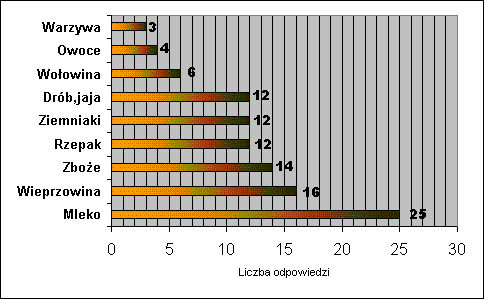 Warzywa 3
Owoce 4
Wołowina 6
Drób,jaja 12
Ziemniaki 12
Rzepak 12
Zboże 14
Wieprzowina 16
Mleko 25
0 5 10 15 20 25 30
Liczba odpowiedzi